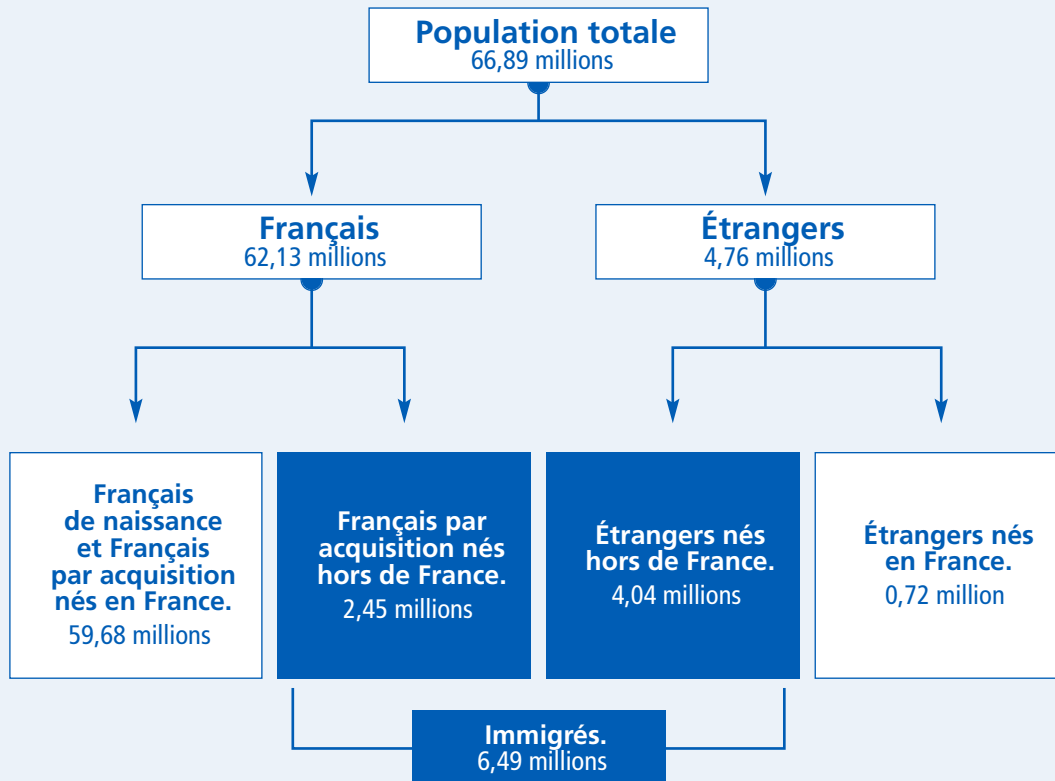 Population totale
66,89 millions
Français
62,13 millions
Étrangers
4,76 millions
Français
de naissance
et Français
par acquisition
nés en France.
59,68 millions
Français par
acquisition nés
hors de France.
2,45 millions
Étrangers nés
hors de France.
4,04 millions
Étrangers nés
en France.
0,72 million
Immigrés.
6,49 millions